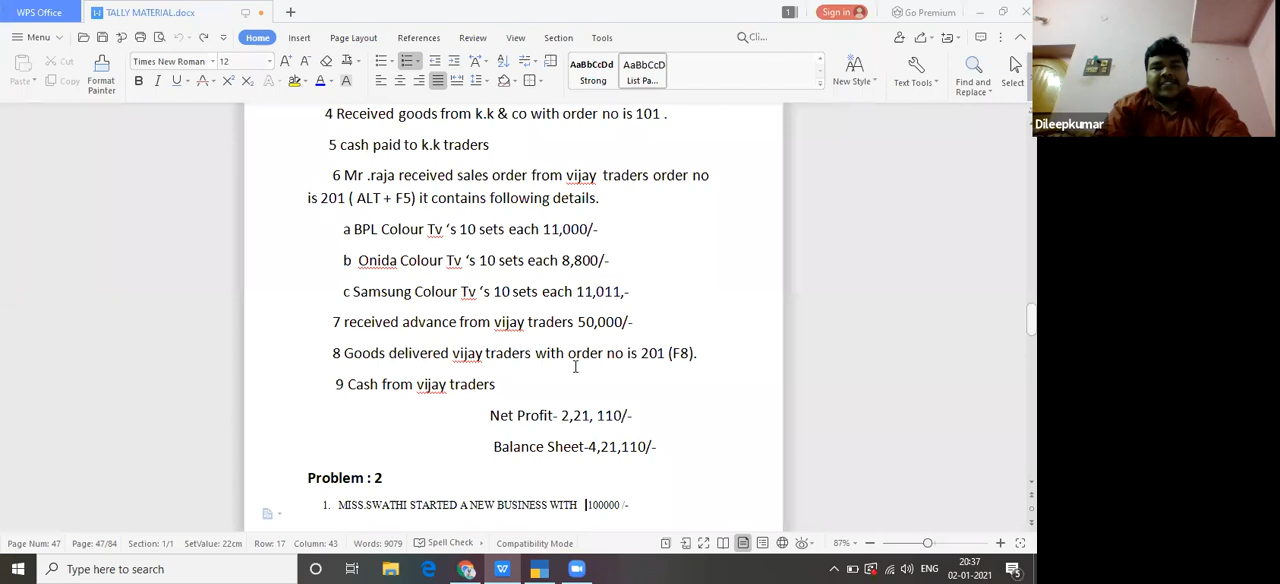 WPS Office
TALLY MATERIAL.docx
1
Sign in
Go Premium
Menu
Home
Insert
Page Layout
References
Review
View
Section
Tools
Cli...
Paste
Cut
Copy
Format
Painter
Times New Roman
12
AaBbCcDd
Strong
AaBbCcD
List Pa...
New Style
Text Tools
Find and
Replace
Select
Dileepkumar
4 Received goods from k.k & co with order no is 101 .
5 cash paid to k.k traders
6 Mr .raja received sales order from vijay traders order no
is 201 ( ALT + F5) it contains following details.
a BPL Colour Tv ‘s 10 sets each 11,000/-
b Onida Colour Tv ‘s 10 sets each 8,800/-
c Samsung Colour Tv ‘s 10 sets each 11,011,-
7 received advance from vijay traders 50,000/-
8 Goods delivered vijay traders with order no is 201 (F8).
9 Cash from vijay traders
Net Profit- 2,21, 110/-
Balance Sheet-4,21,110/-
Problem : 2
1. MISS.SWATHI STARTED A NEW BUSINESS WITH 100000 /-
Page Num: 47
Page: 47/84
Section: 1/1
SetValue: 22cm
Row: 17
Column: 43
Words: 9079
Spell Check
Compatibility Mode
87%
Type here to search
ENG
20:37
02-01-2021
5